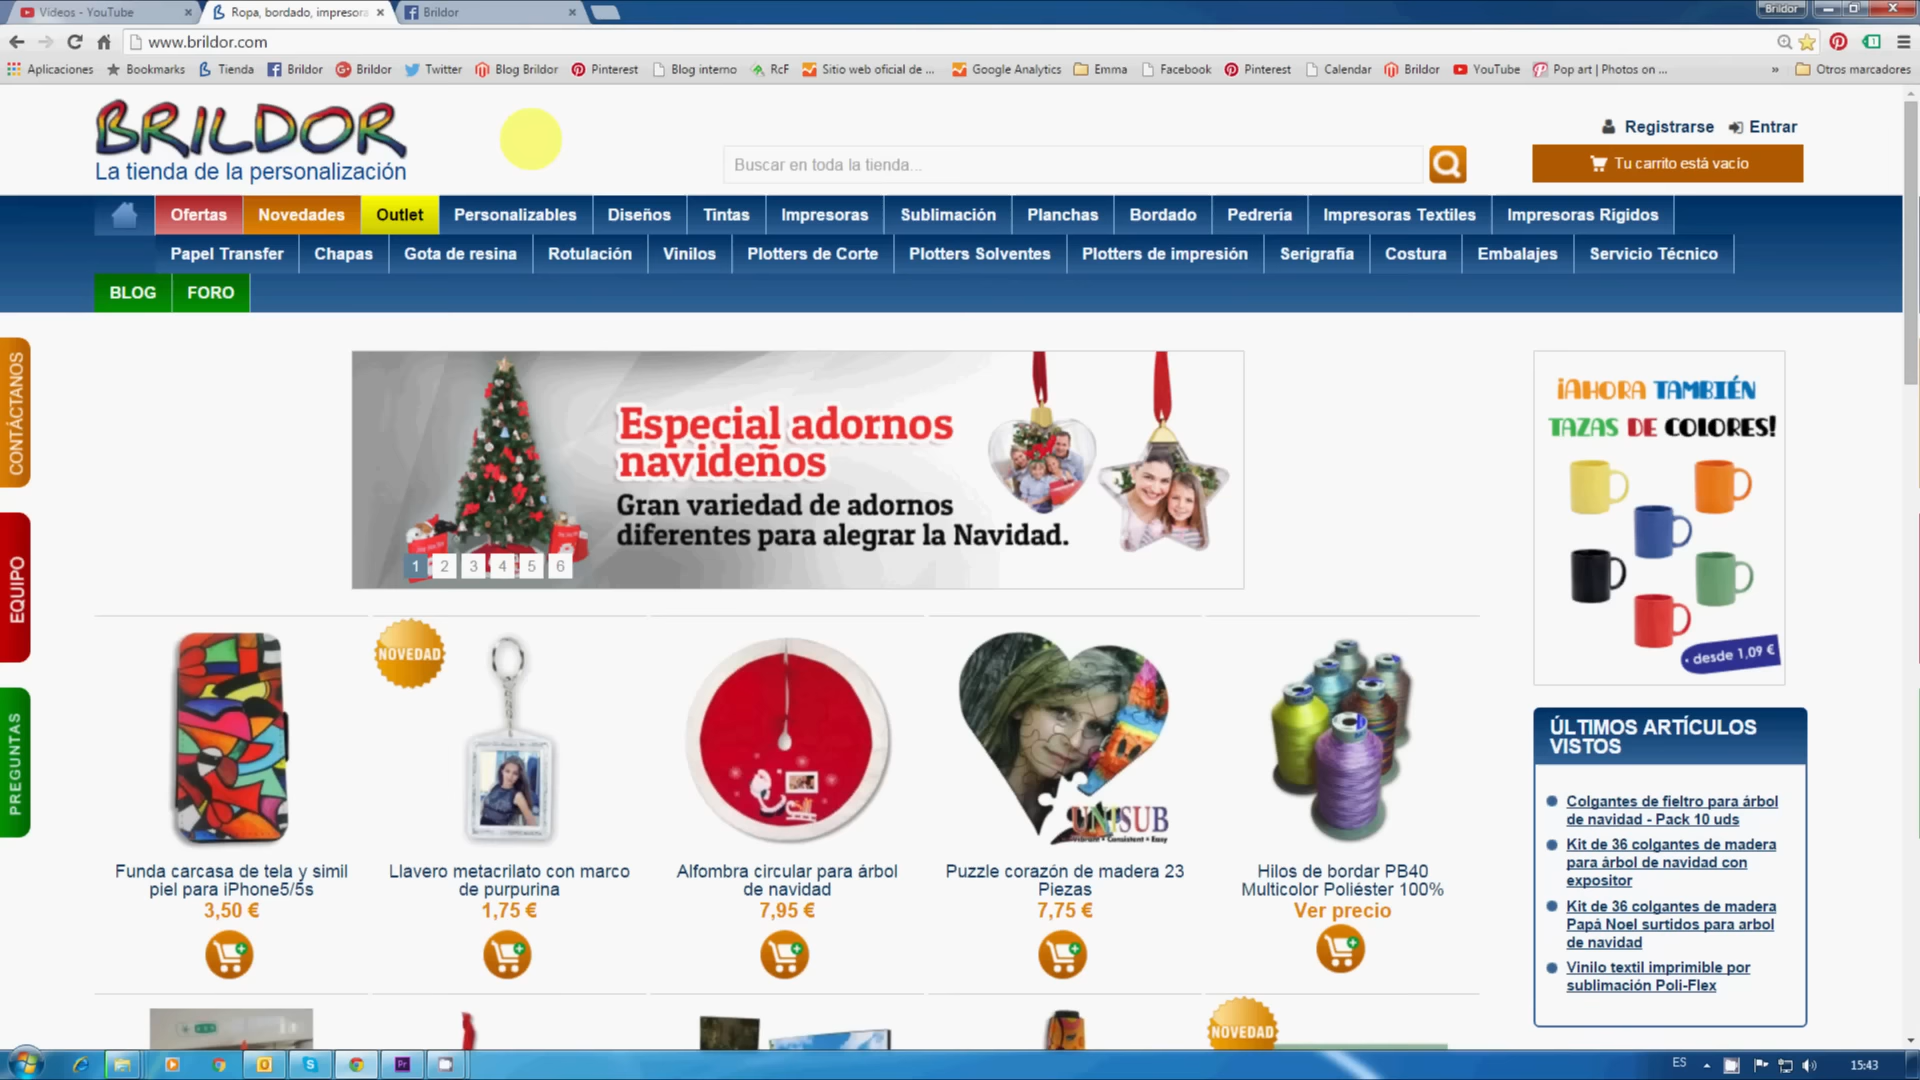 Vídeos - YouTube
Ropa, bordado, impresora
Brildor
Brildor
www.brildor.com
Aplicaciones
Bookmarks
Tienda
Brildor
Brildor
Twitter
Blog Brildor
Pinterest
Blog interno
RcF
Sitio web oficial de ...
Google Analytics
Emma
Facebook
Pinterest
Calendar
Brildor
YouTube
Pop art | Photos on ...
»
Otros marcadores
BRILDOR
La tienda de la personalización
Buscar en toda la tienda...
Registrarse
Entrar
Tu carrito está vacío
Ofertas
Novedades
Outlet
Personalizables
Diseños
Tintas
Impresoras
Sublimación
Planchas
Bordado
Pedrería
Impresoras Textiles
Impresoras Rígidos
Papel Transfer
Chapas
Gota de resina
Rotulación
Vinilos
Plotters de Corte
Plotters Solventes
Plotters de impresión
Serigrafía
Costura
Embalajes
Servicio Técnico
BLOG
FORO
CONTÁCTANOS
EQUIPO
PREGUNTAS
Especial adornos
navideños
Gran variedad de adornos
diferentes para alegrar la Navidad.
1 2 3 4 5 6
¡AHORA TAMBIÉN
TAZAS DE COLORES!
• desde 1,09 €
NOVEDAD
UNISUB
Vibrant • Consistent • Easy
Funda carcasa de tela y simil
piel para iPhone5/5s
3,50 €
Llavero metacrilato con marco
de purpurina
1,75 €
Alfombra circular para árbol
de navidad
7,95 €
Puzzle corazón de madera 23
Piezas
7,75 €
Hilos de bordar PB40
Multicolor Poliéster 100%
Ver precio
ÚLTIMOS ARTÍCULOS
VISTOS
Colgantes de fieltro para árbol
de navidad - Pack 10 uds
Kit de 36 colgantes de madera
para árbol de navidad con
expositor
Kit de 36 colgantes de madera
Papá Noel surtidos para arbol
de navidad
Vinilo textil imprimible por
sublimación Poli-Flex
NOVEDAD
ES
15:43